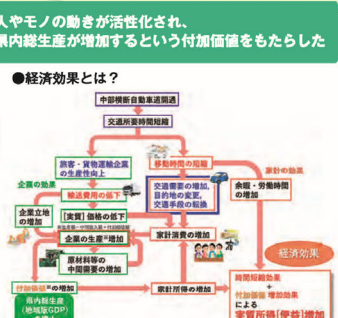 人やモノの動きが活性化され、
県内総生産が増加するという付加価値をもたらした
●経済効果とは？
中部横断自動車道開通
交通所要時間短縮
旅客・貨物運輸企業
の生産性向上
移動時間の短縮
家計の効果
企業の効果
輸送費用の低下
交通需要の増加,
目的地の変更,
交通手段の転換
余暇・労働時間
の増加
企業立地
の増加
【実質】価格の低下
企業の生産※増加
家計消費の増加
経済効果
原材料等の
中間需要の増加
時間短縮効果
+
付加価値※の増加
家計所得の増加
付加価値 増加効果
による
実質所得[便益]増加
県内総生産
（地域版GDP）